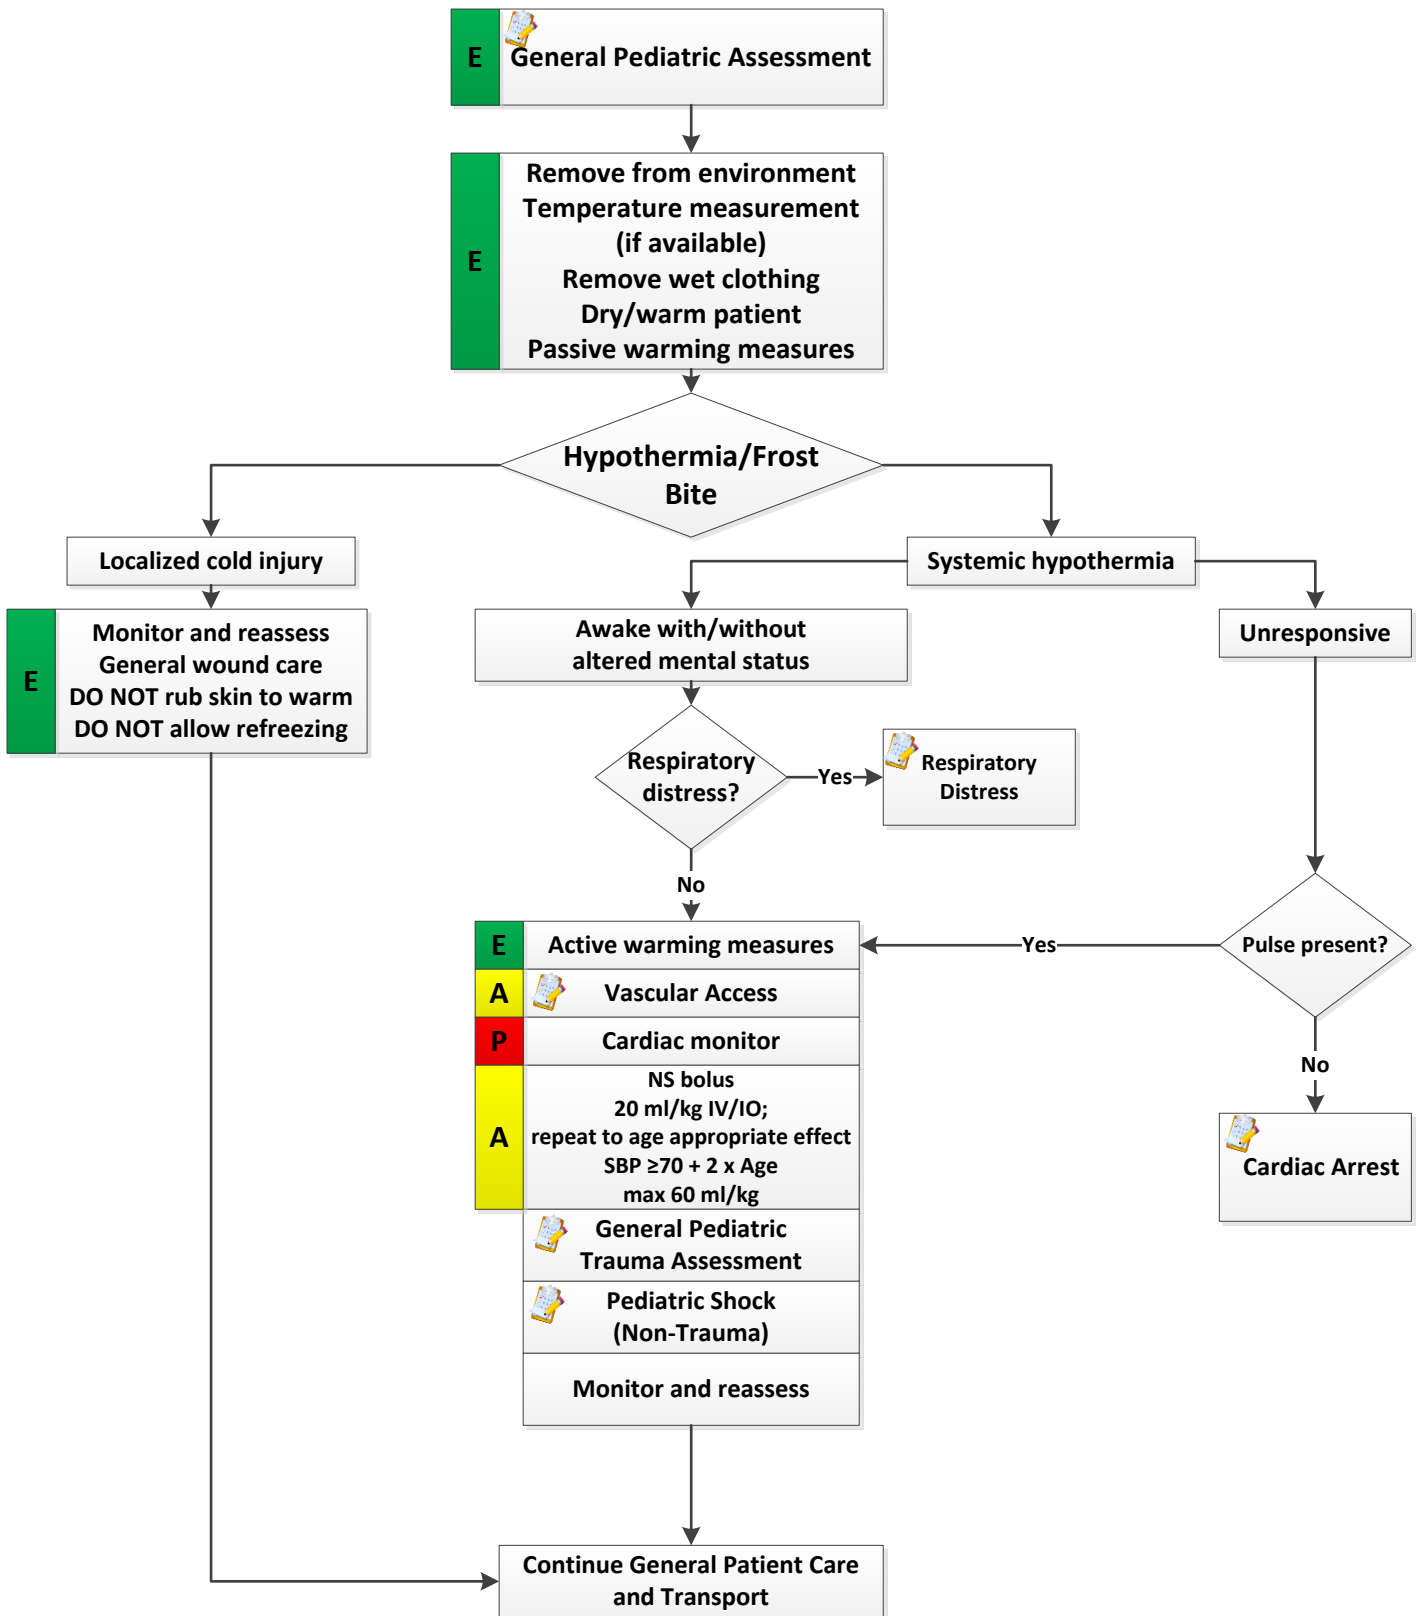 E
General Pediatric Assessment
E
Remove from environment
Temperature measurement
(if available)
Remove wet clothing
Dry/warm patient
Passive warming measures
Hypothermia/Frost
Bite
Localized cold injury
Systemic hypothermia
E
Monitor and reassess
General wound care
DO NOT rub skin to warm
DO NOT allow refreezing
Awake with/without
altered mental status
Unresponsive
Respiratory
distress?
Yes
Respiratory
Distress
No
E
Active warming measures
Yes
Pulse present?
A
Vascular Access
P
Cardiac monitor
No
A
NS bolus
20 ml/kg IV/IO;
repeat to age appropriate effect
SBP ≥70 + 2 x Age
max 60 ml/kg
Cardiac Arrest
General Pediatric
Trauma Assessment
Pediatric Shock
(Non-Trauma)
Monitor and reassess
Continue General Patient Care
and Transport